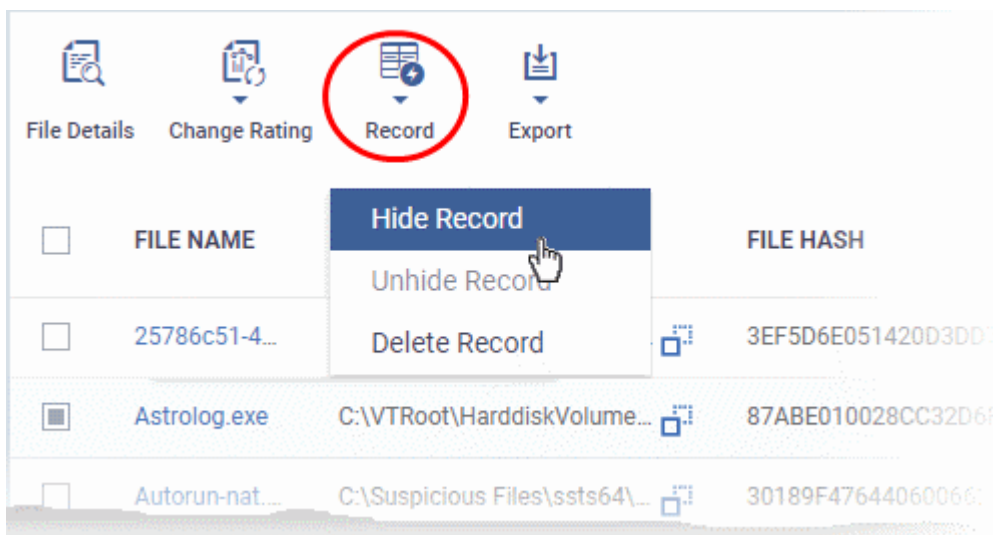 File Details Change Rating Record Export
FILE NAME Hide Record FILE HASH
Unhide Record
25786c51-4... Delete Record 3EF5D6E051420D3DD
Astrolog.exe C:\VTRoot\HarddiskVolume... 87ABE010028CC32D6
Autorun-nat.... C:\Suspicious Files\ssts64\... 30189F4764406006